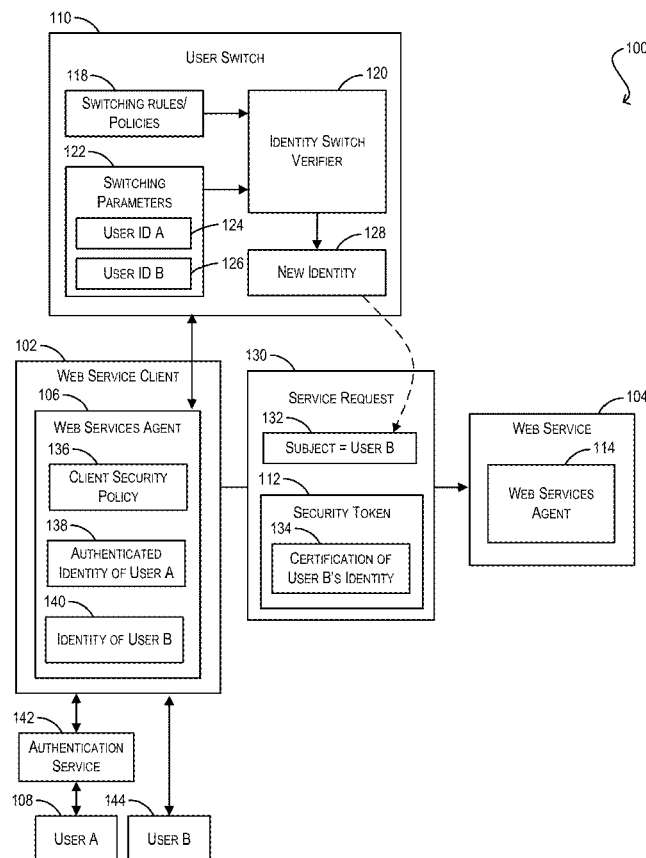 110
USER SWITCH
100
118
SWITCHING RULES/
POLICIES
120
IDENTITY SWITCH
VERIFIER
122
SWITCHING
PARAMETERS
USER ID A
124
USER ID B
126
128
NEW IDENTITY
102
WEB SERVICE CLIENT
106
WEB SERVICES AGENT
136
CLIENT SECURITY
POLICY
138
AUTHENTICATED
IDENTITY OF USER A
140
IDENTITY OF USER B
130
SERVICE REQUEST
132
SUBJECT = USER B
112
SECURITY TOKEN
134
CERTIFICATION OF
USER B'S IDENTITY
104
WEB SERVICE
114
WEB SERVICES
AGENT
142
AUTHENTICATION
SERVICE
108
USER A
144
USER B